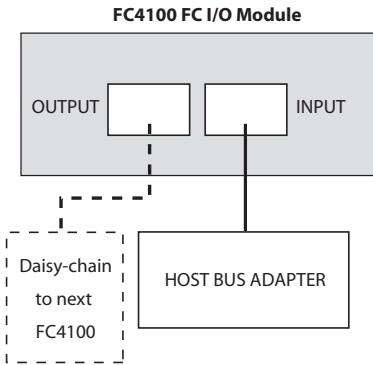 FC4100 FC I/O Module
OUTPUT
INPUT
Daisy-chain
to next
FC4100
HOST BUS ADAPTER